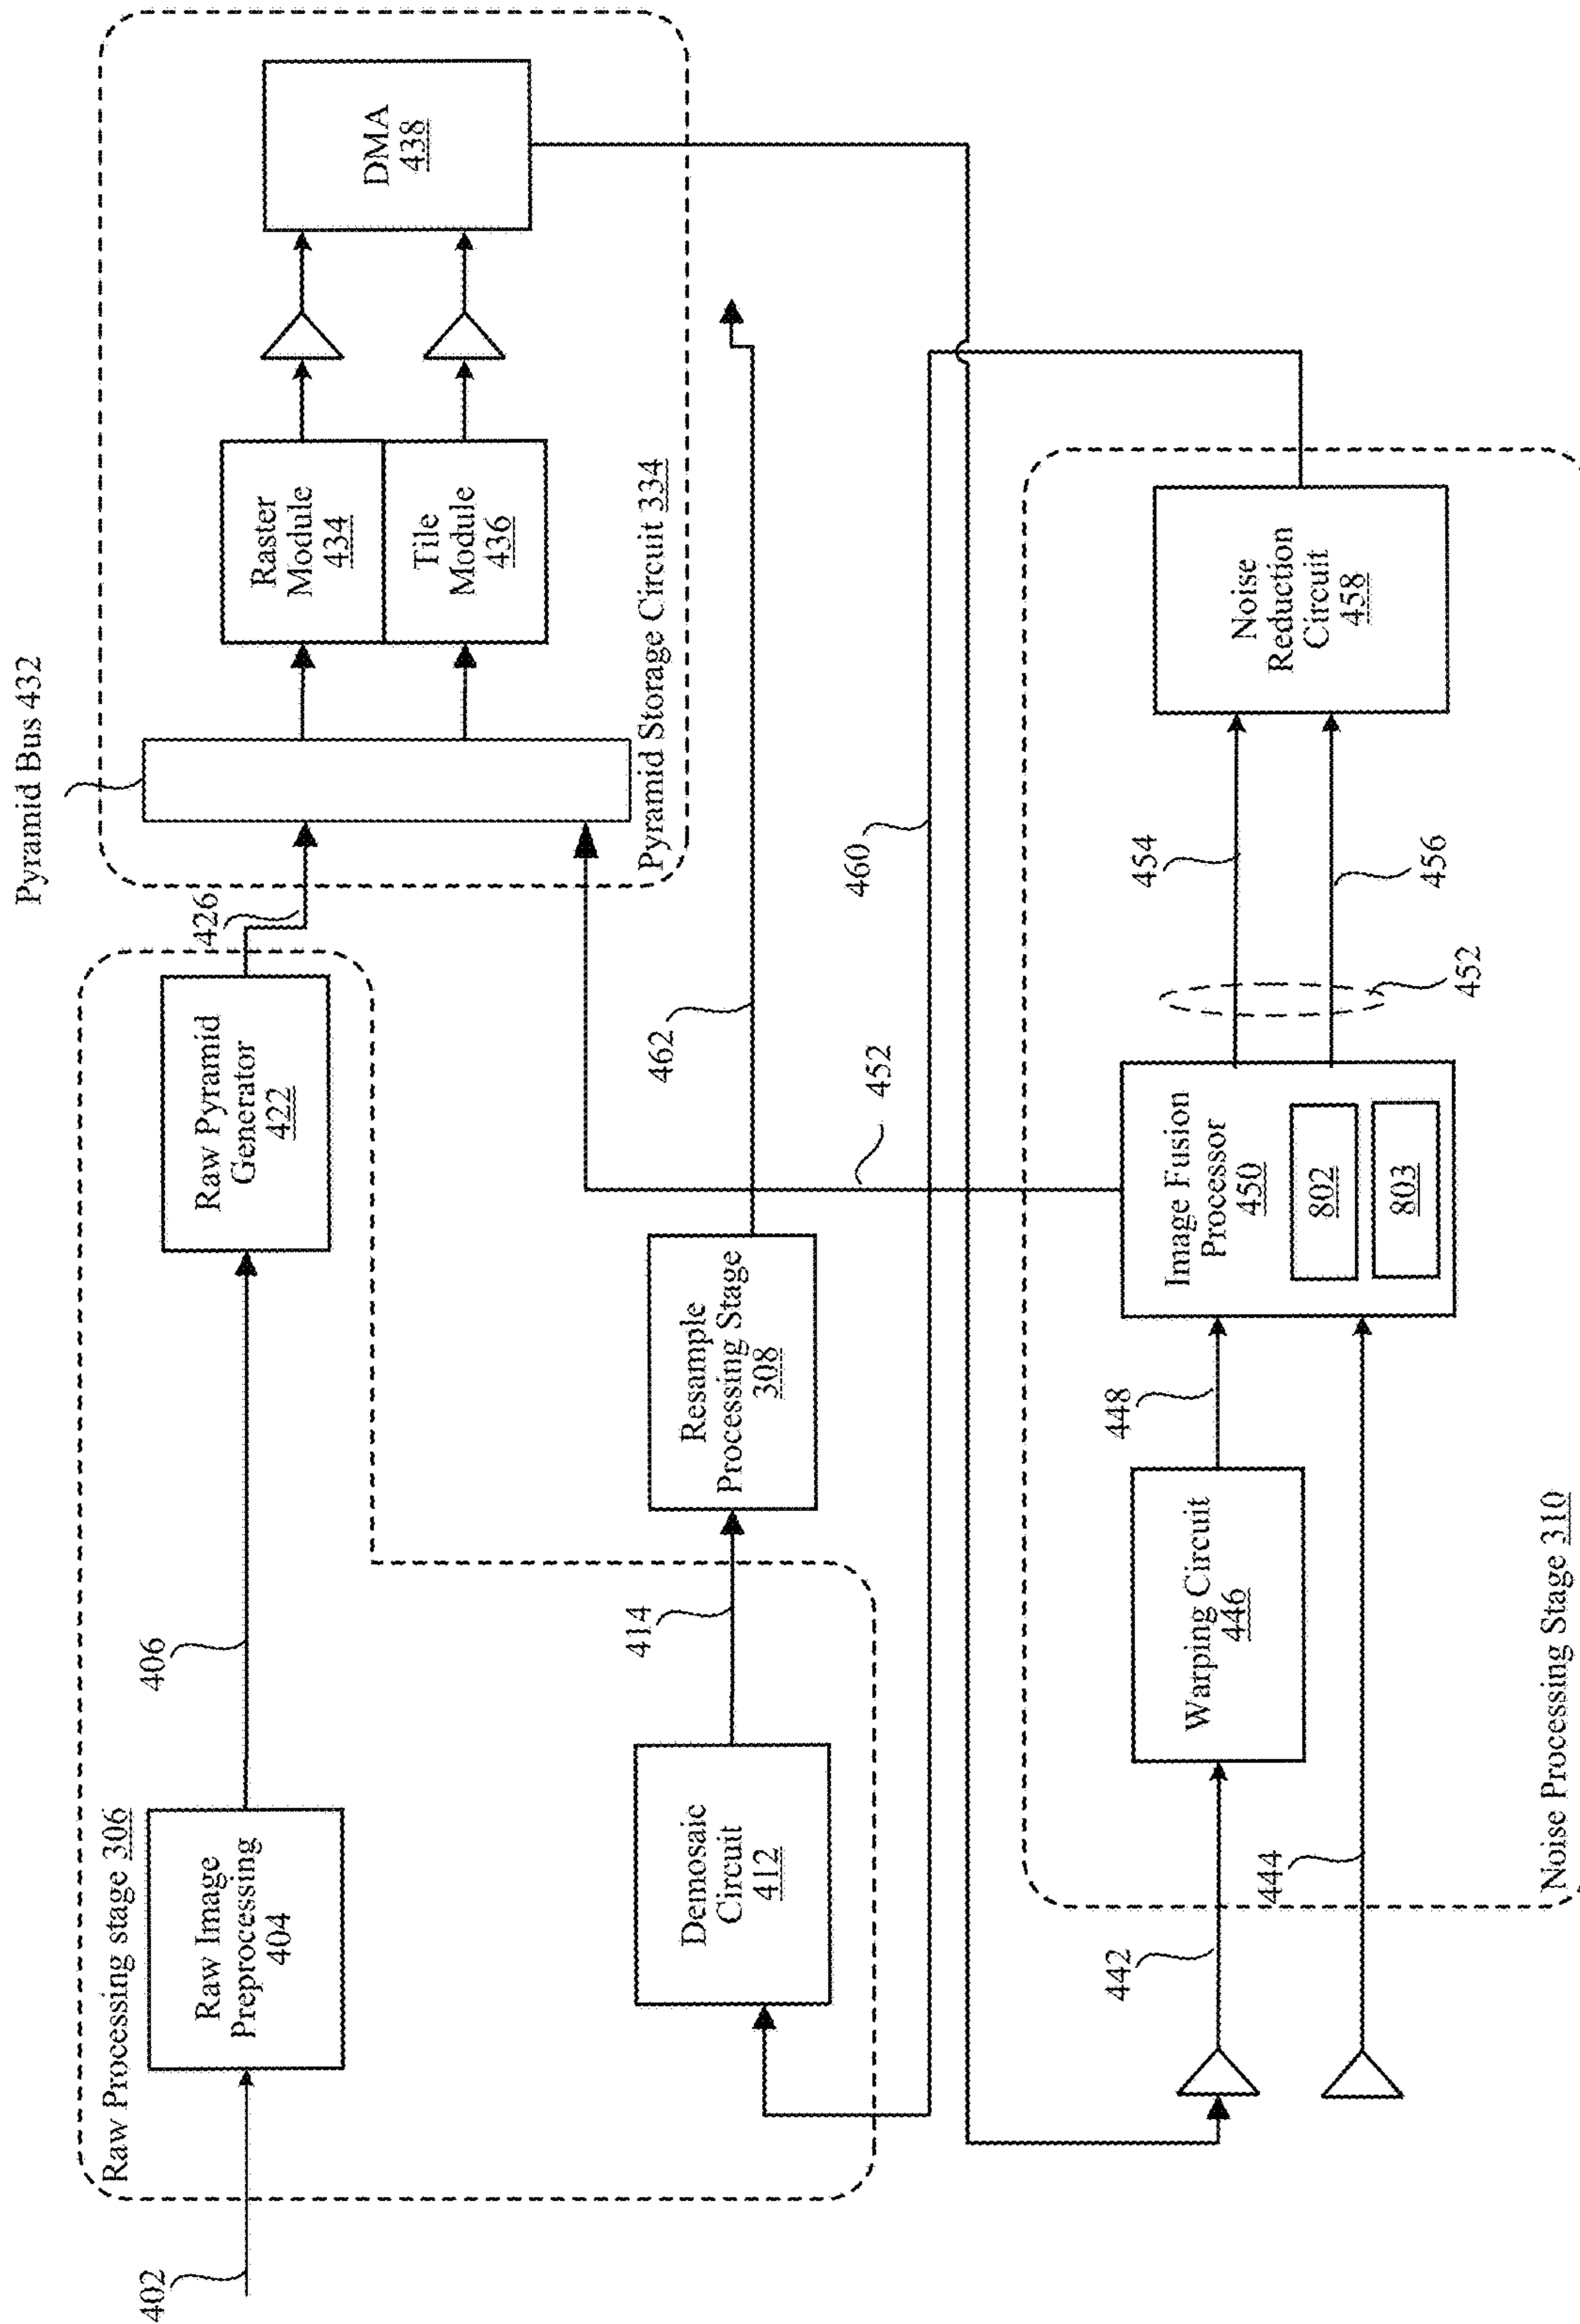 Pyramid Bus 432
Raw Processing stage 306
402
Raw Image
Preprocessing
404
406
Raw Pyramid
Generator
422
426
Raster
Module
434
Tile
Module
436
DMA
438
Pyramid Storage Circuit 334
Demosaic
Circuit
412
414
Resample
Processing Stage
308
462
452
460
442
444
Warping Circuit
446
448
Image Fusion
Processor
450
802
803
454
456
452
Noise
Reduction
Circuit
458
Noise Processing Stage 310